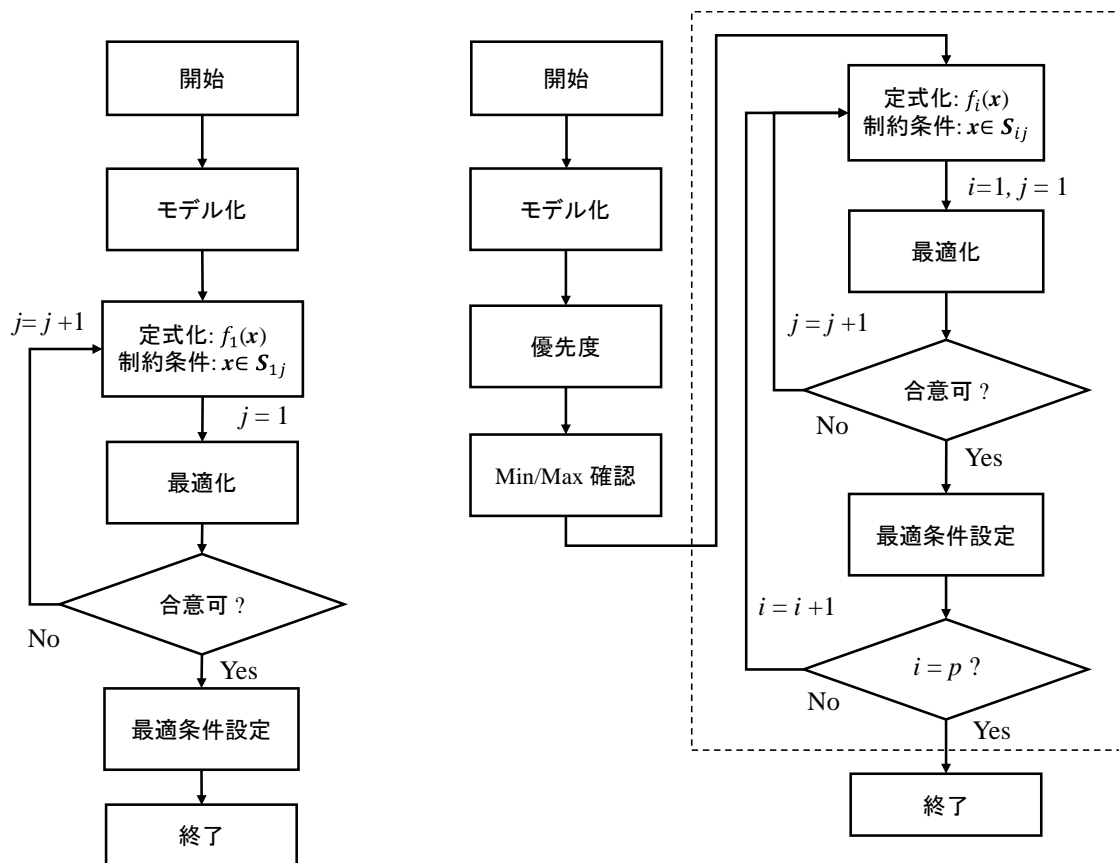 開始
モデル化
j= j +1
定式化: f₁(x)
制約条件: x∈ S₁ⱼ
j = 1
最適化
合意可 ?
No
Yes
最適条件設定
終了
開始
モデル化
優先度
Min/Max 確認
定式化: fᵢ(x)
制約条件: x∈ Sᵢⱼ
i=1, j = 1
最適化
j = j +1
合意可 ?
No
Yes
最適条件設定
i = i +1
i = p ?
No
Yes
終了